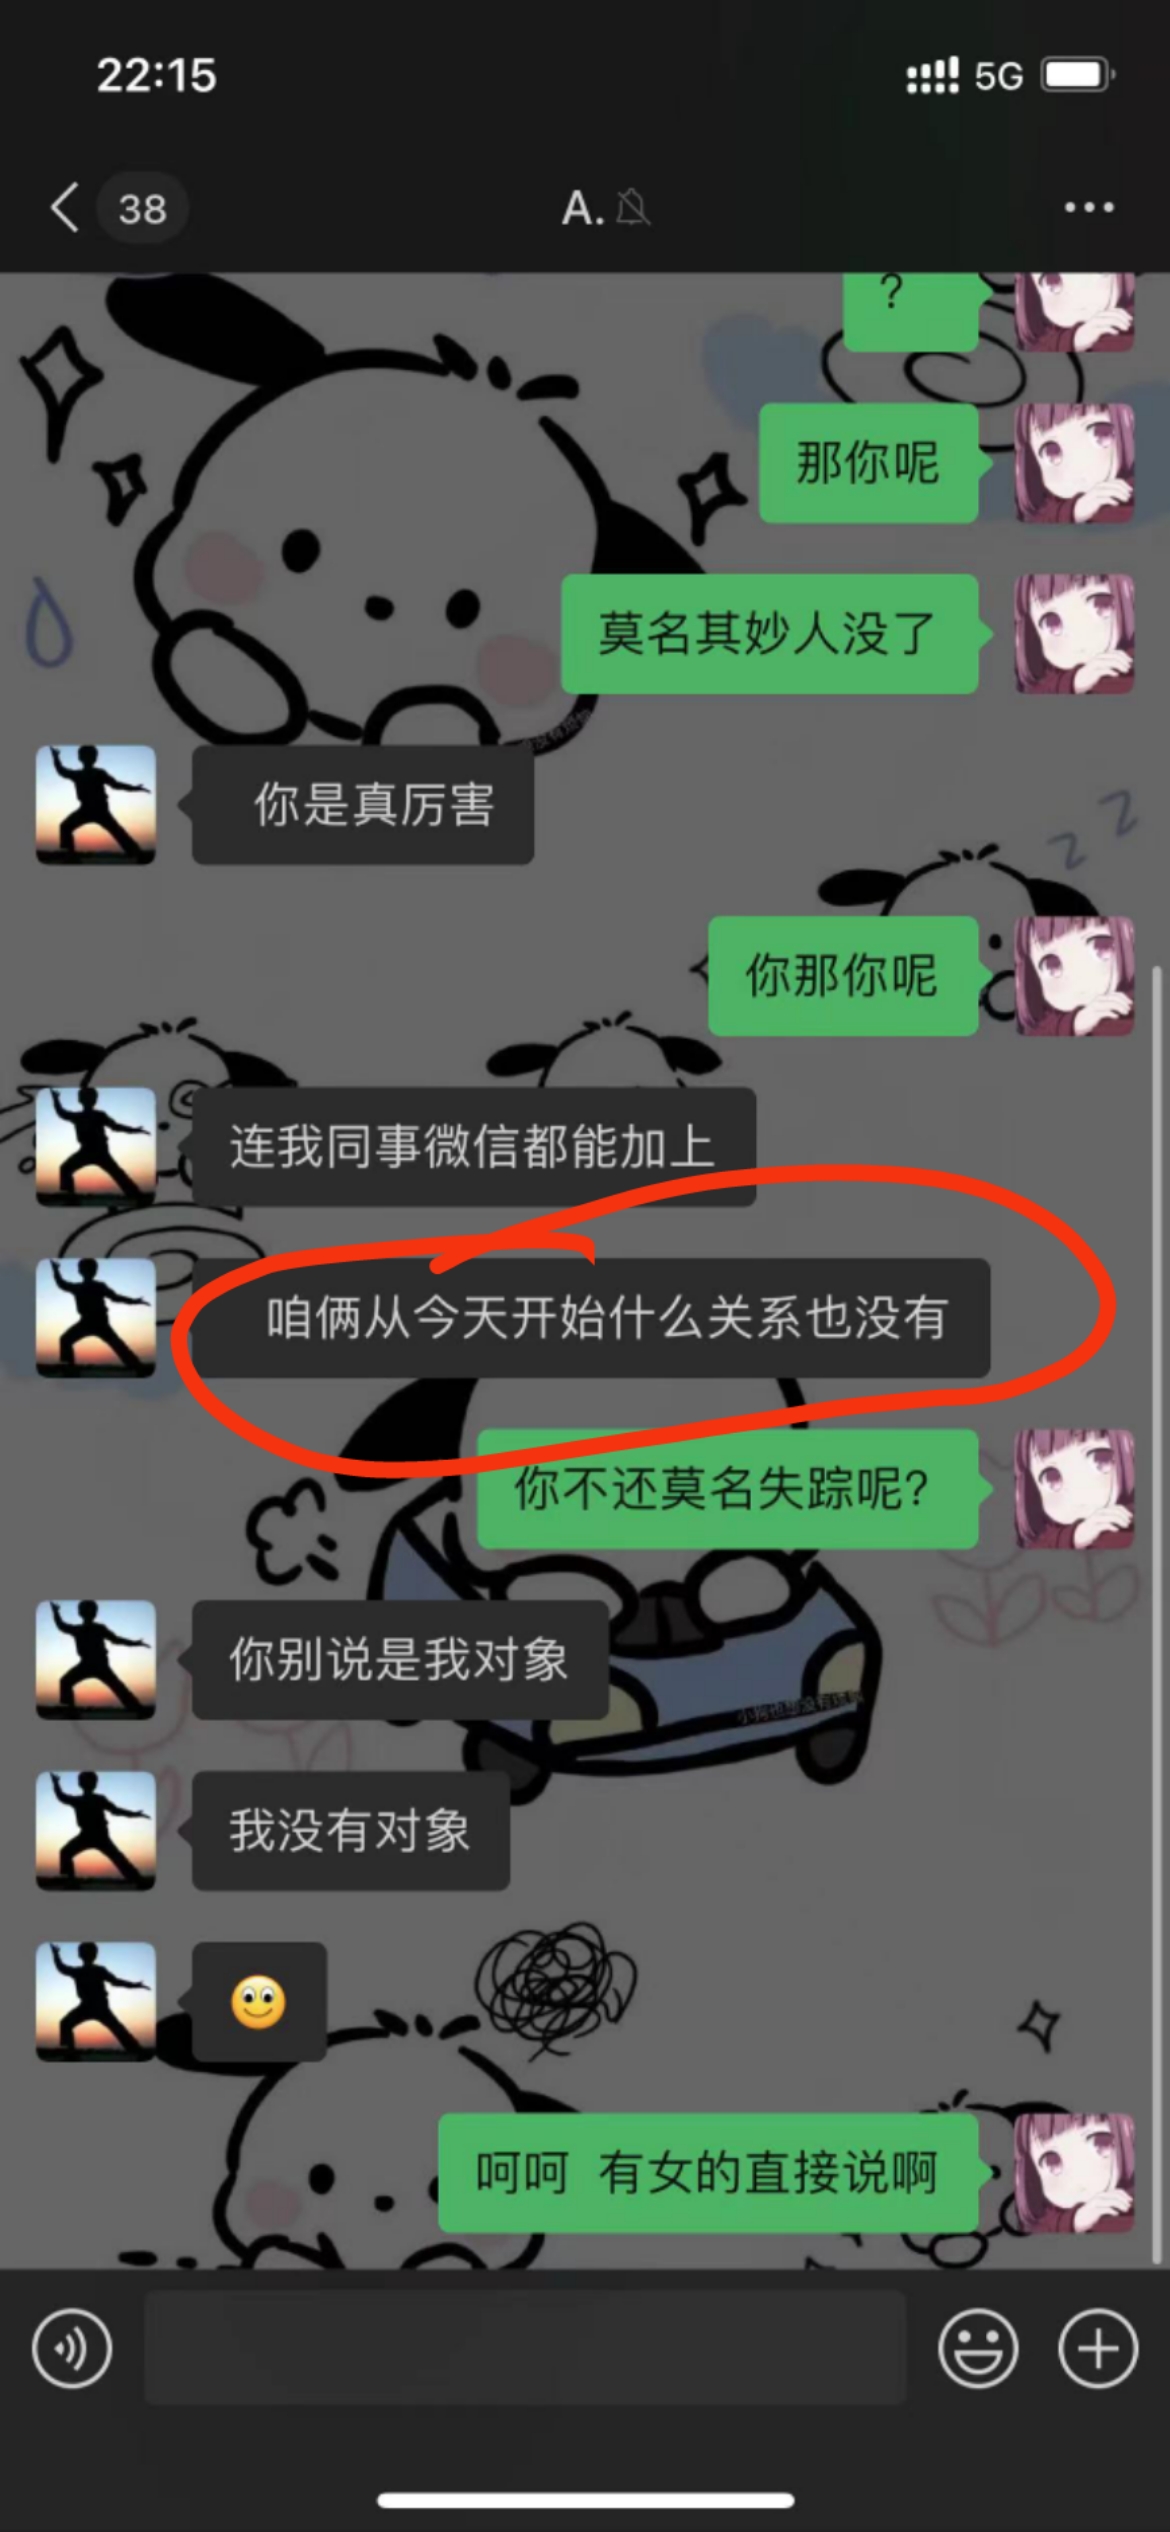 22:15
5G
38
A.
?
那你呢
莫名其妙人没了
你是真厉害
z z
你那你呢
连我同事微信都能加上
咱俩从今天开始什么关系也没有
你不还莫名失踪呢?
你别说是我对象
我没有对象
呵呵 有女的直接说啊